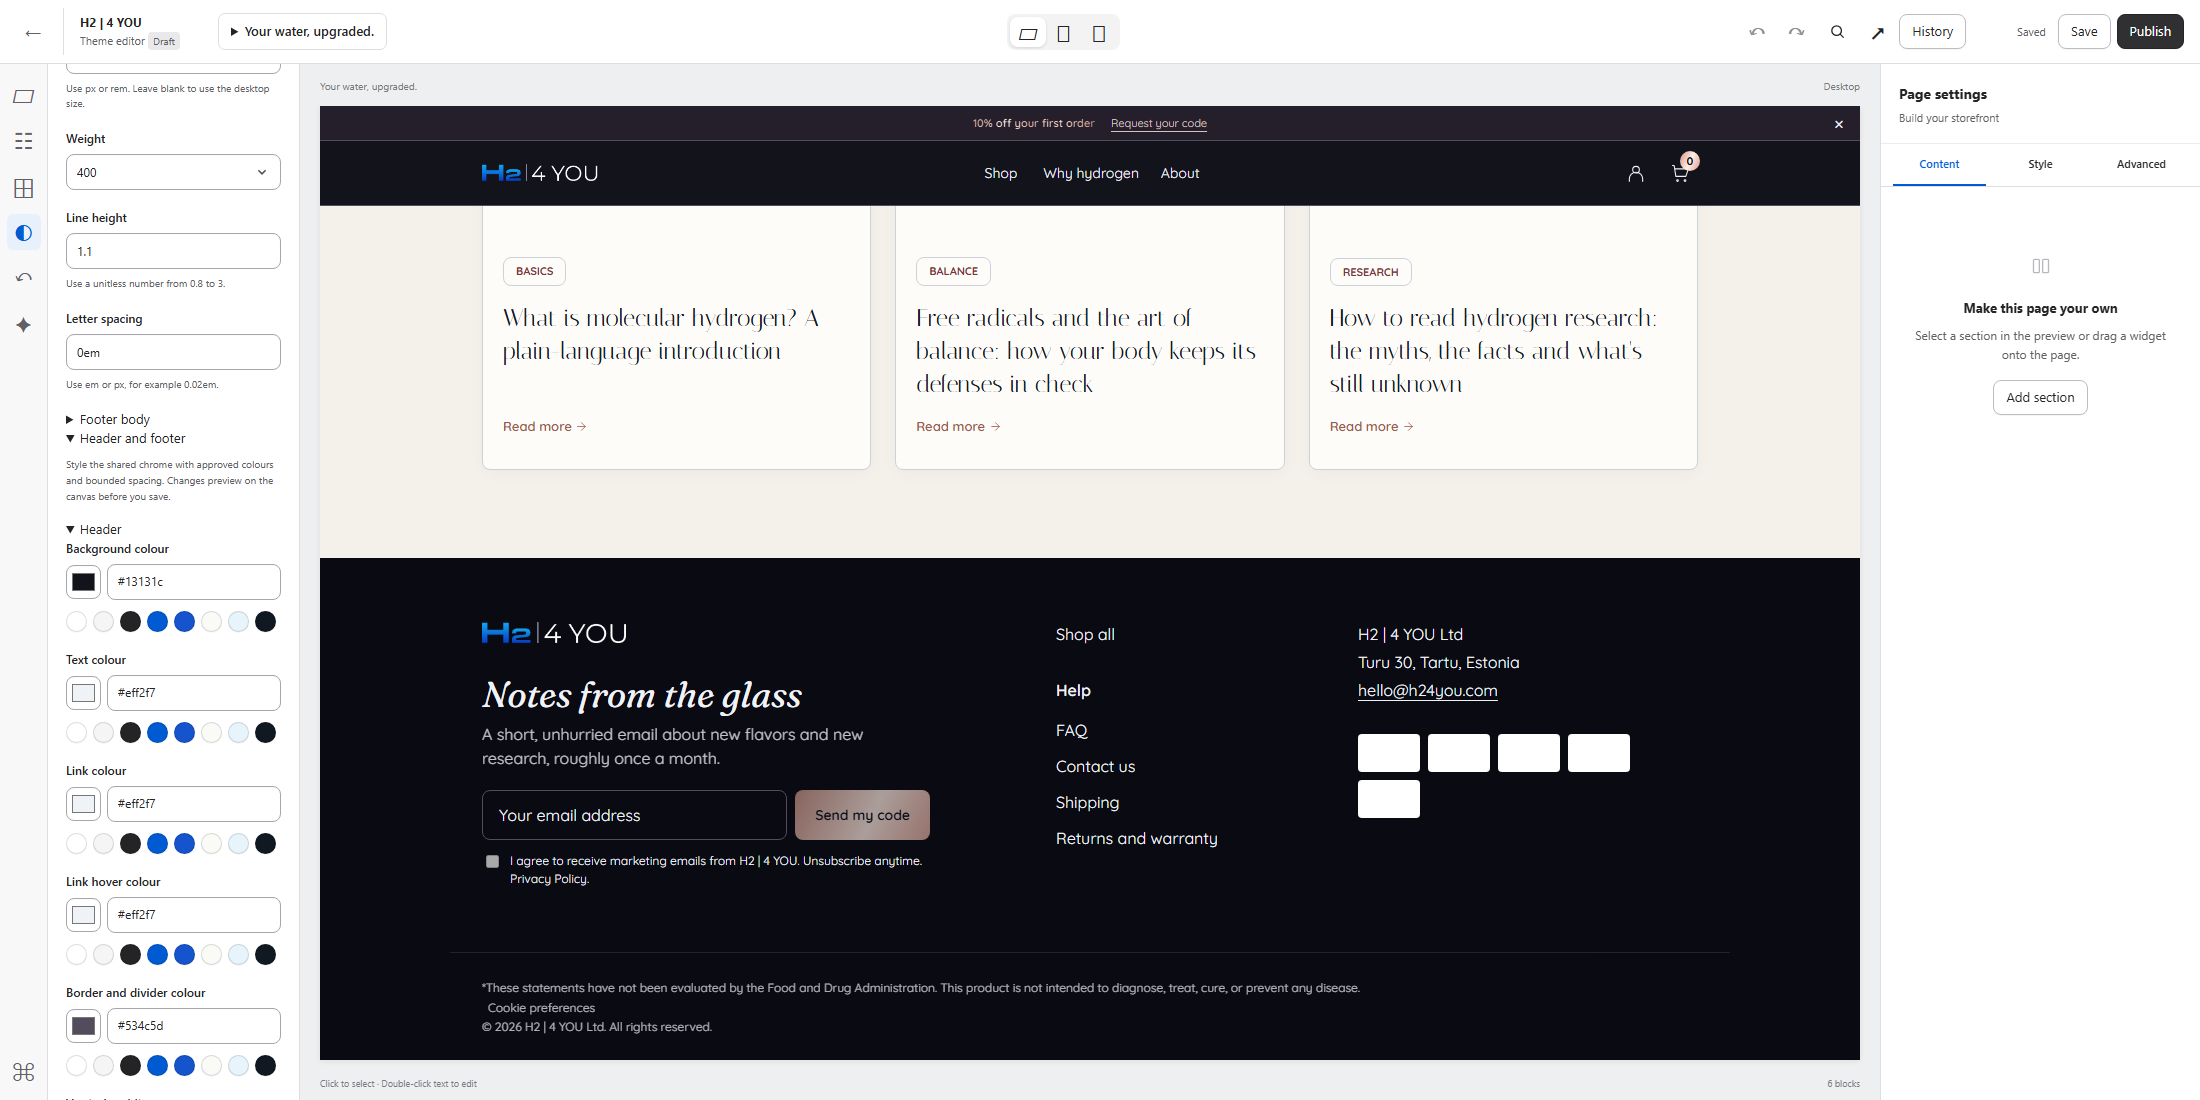 H2 | 4 YOU
Theme editor Draft
Your water, upgraded.
History
Saved
Save
Publish
Use px or rem. Leave blank to use the desktop
size.
Weight
400
Line height
1.1
Use a unitless number from 0.8 to 3.
Letter spacing
0em
Use em or px, for example 0.02em.
Footer body
Header and footer
Style the shared chrome with approved colours
and bounded spacing. Changes preview on the
canvas before you save.
Header
Background colour
#13131c
Text colour
#eff2f7
Link colour
#eff2f7
Link hover colour
#eff2f7
Border and divider colour
#534c5d
Your water, upgraded.
Desktop
10% off your first order Request your code
H2 | 4 YOU
Shop Why hydrogen About
0
BASICS
What is molecular hydrogen? A
plain-language introduction
Read more →
BALANCE
Free radicals and the art of
balance: how your body keeps its
defenses in check
Read more →
RESEARCH
How to read hydrogen research:
the myths, the facts and what's
still unknown
Read more →
H2 | 4 YOU
Notes from the glass
A short, unhurried email about new flavors and new
research, roughly once a month.
Your email address
Send my code
I agree to receive marketing emails from H2 | 4 YOU. Unsubscribe anytime.
Privacy Policy.
Shop all
Help
FAQ
Contact us
Shipping
Returns and warranty
H2 | 4 YOU Ltd
Turu 30, Tartu, Estonia
hello@h24you.com
*These statements have not been evaluated by the Food and Drug Administration. This product is not intended to diagnose, treat, cure, or prevent any disease.
Cookie preferences
© 2026 H2 | 4 YOU Ltd. All rights reserved.
Click to select · Double-click text to edit
6 blocks
Page settings
Build your storefront
Content Style Advanced
Make this page your own
Select a section in the preview or drag a widget
onto the page.
Add section